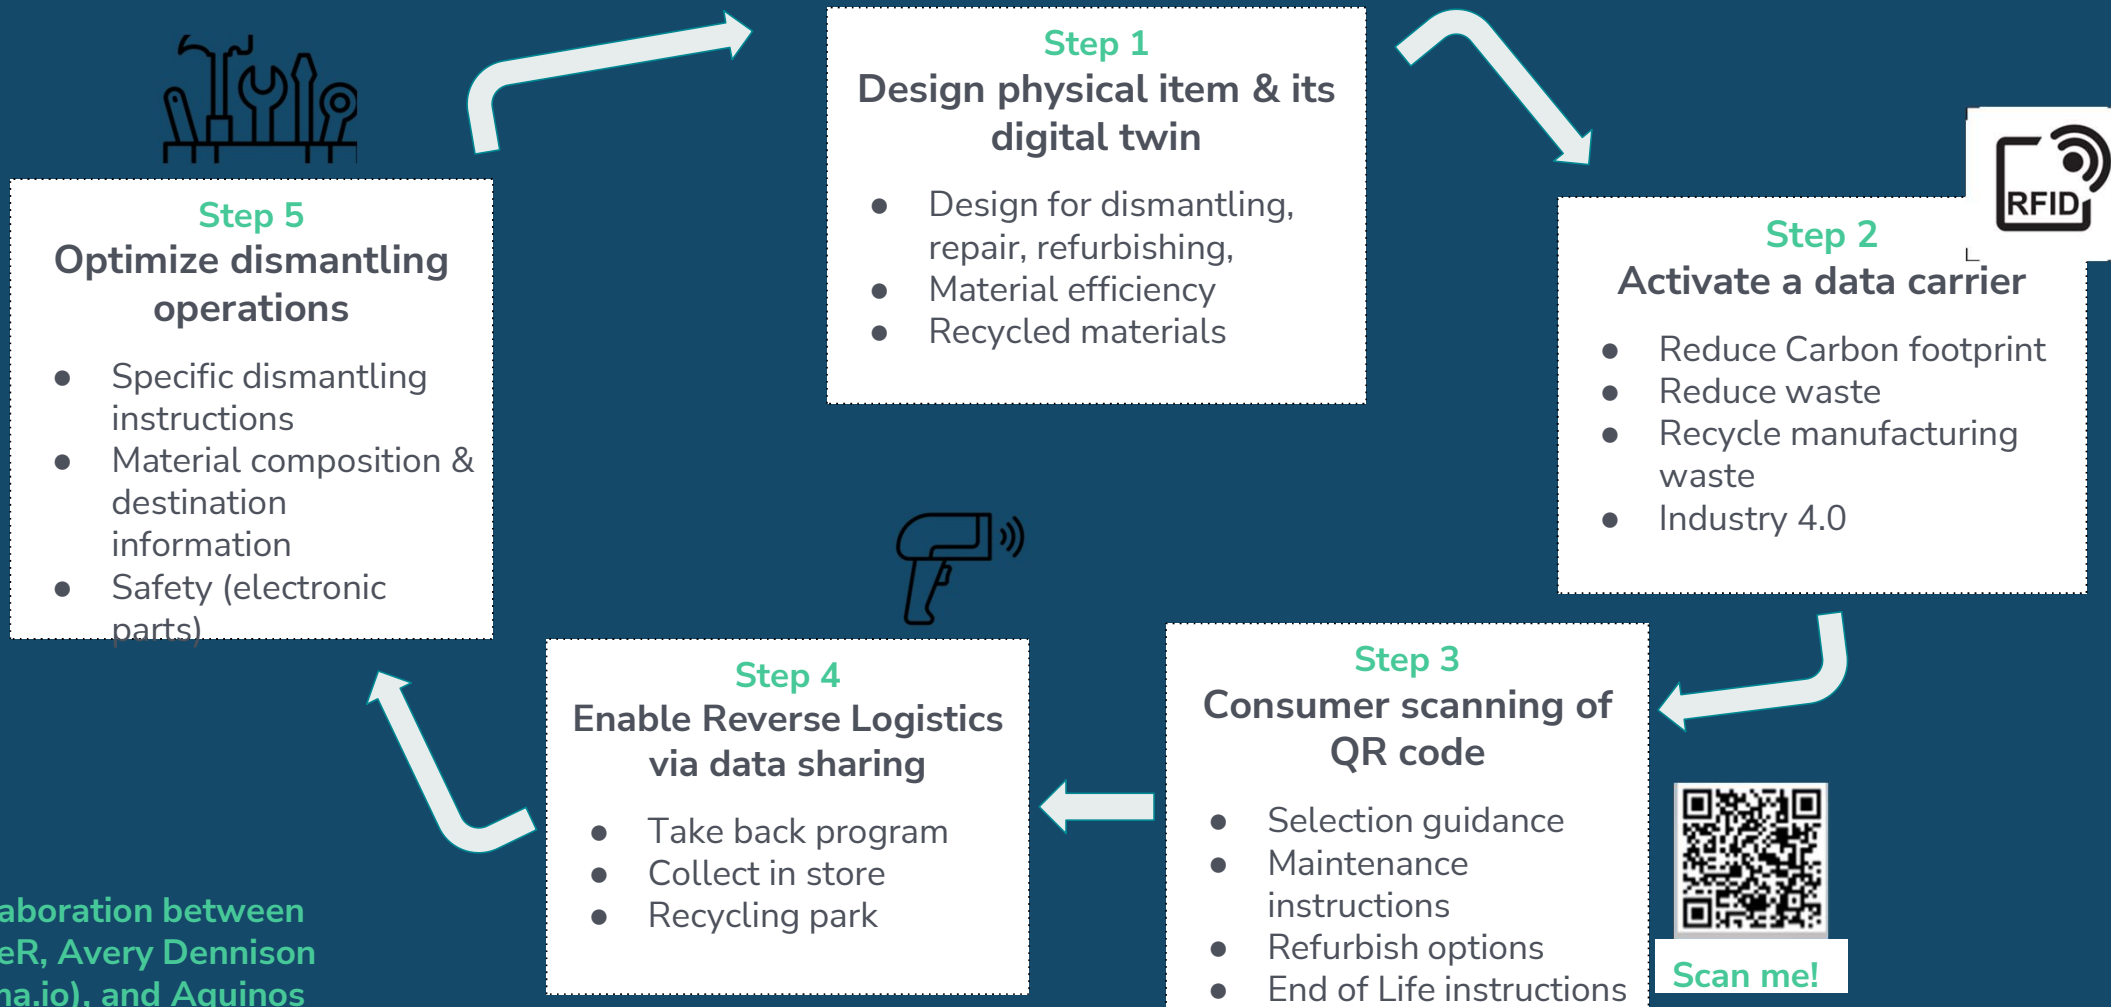 Step 1
Design physical item & its
digital twin
● Design for dismantling,
repair, refurbishing,
● Material efficiency
● Recycled materials
RFID
Step 2
Activate a data carrier
● Reduce Carbon footprint
● Reduce waste
● Recycle manufacturing
waste
● Industry 4.0
Step 3
Consumer scanning of
QR code
● Selection guidance
● Maintenance
instructions
● Refurbish options
● End of Life instructions
Scan me!
Step 4
Enable Reverse Logistics
via data sharing
● Take back program
● Collect in store
● Recycling park
Step 5
Optimize dismantling
operations
● Specific dismantling
instructions
● Material composition &
destination
information
● Safety (electronic
parts)
aboration between
eR, Avery Dennison
na.io), and Aquinos